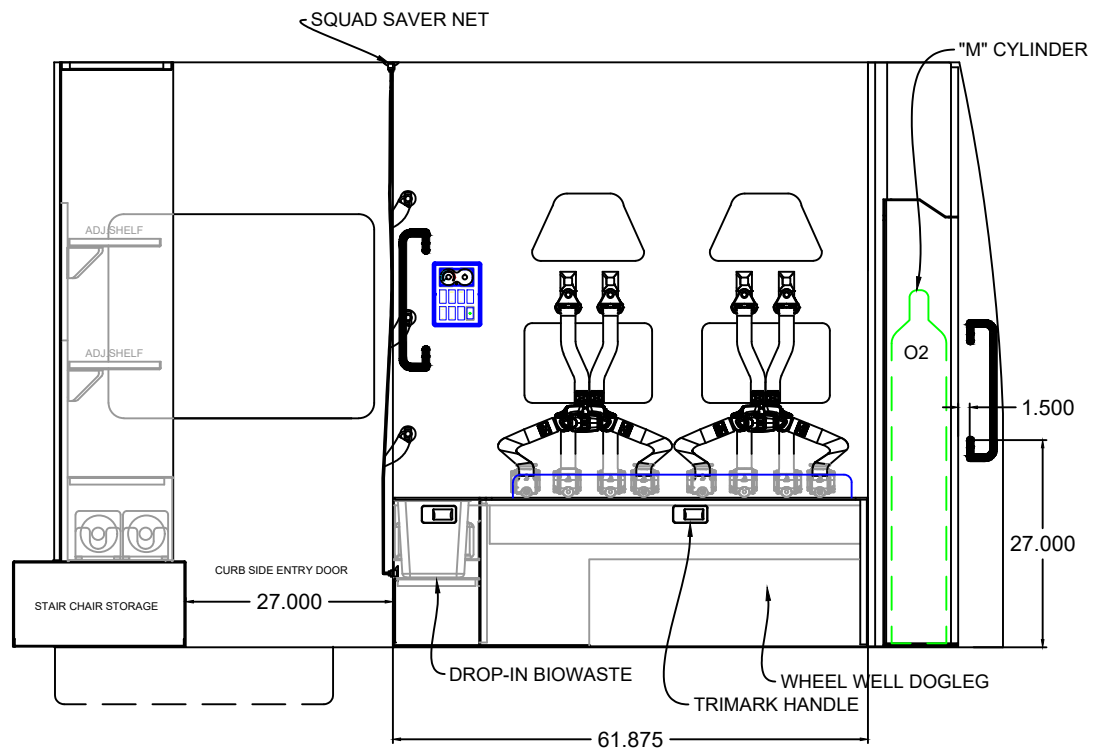 SQUAD SAVER NET
"M" CYLINDER
ADJ SHELF
ADJ SHELF
O2
1.500
27.000
CURB SIDE ENTRY DOOR
27.000
STAIR CHAIR STORAGE
DROP-IN BIOWASTE
WHEEL WELL DOGLEG
TRIMARK HANDLE
61.875